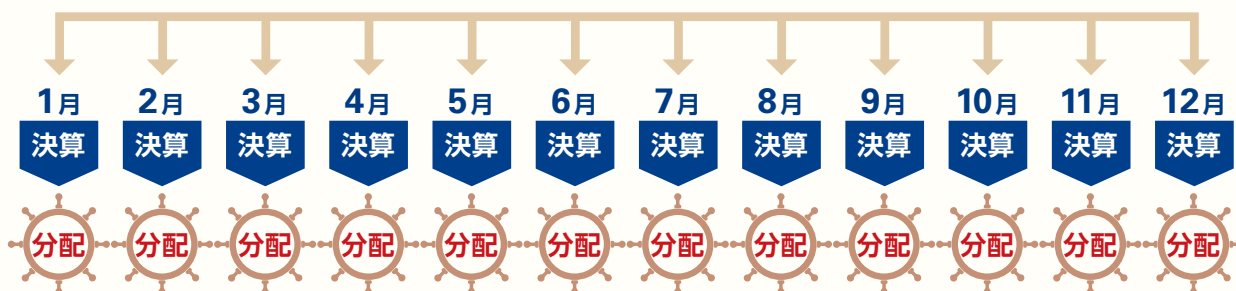 1月 2月 3月 4月 5月 6月 7月 8月 9月 10月 11月 12月
決算 決算 決算 決算 決算 決算 決算 決算 決算 決算 決算 決算
分配 分配 分配 分配 分配 分配 分配 分配 分配 分配 分配 分配